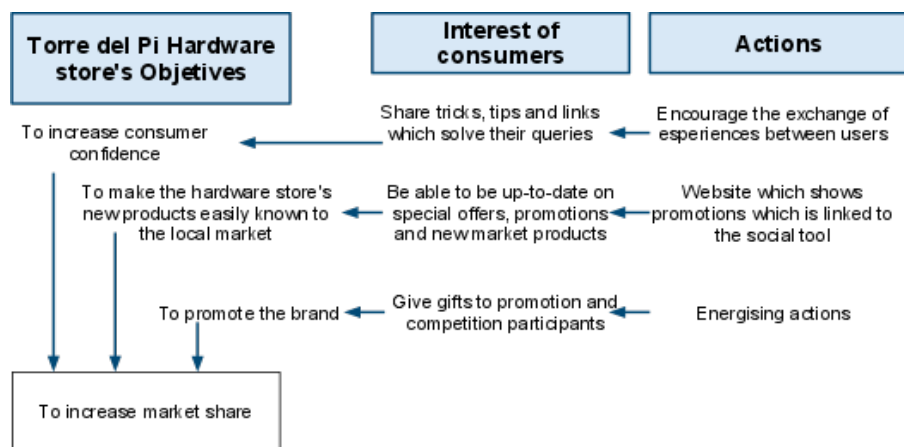 Torre del Pi Hardware
store's Objetives
Interest of
consumers
Actions
To increase consumer
confidence
Share tricks, tips and links
which solve their queries
Encourage the exchange of
esperiences between users
To make the hardware store's
new products easily known to
the local market
Be able to be up-to-date on
special offers, promotions
and new market products
Website which shows
promotions which is linked to
the social tool
To promote the brand
Give gifts to promotion and
competition participants
Energising actions
To increase market share